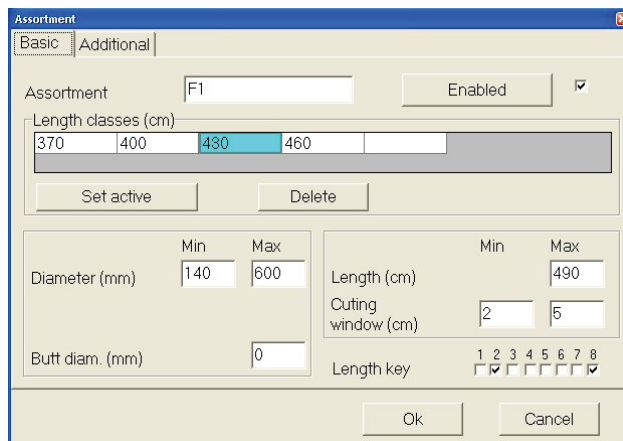 Assortment
Basic Additional
Assortment F1 Enabled
Length classes (cm)
370 400 430 460
Set active Delete
Min Max
Diameter (mm) 140 600
Butt diam. (mm) 0
Min Max
Length (cm) 490
Cuting
window (cm) 2 5
1 2 3 4 5 6 7 8
Length key
Ok Cancel